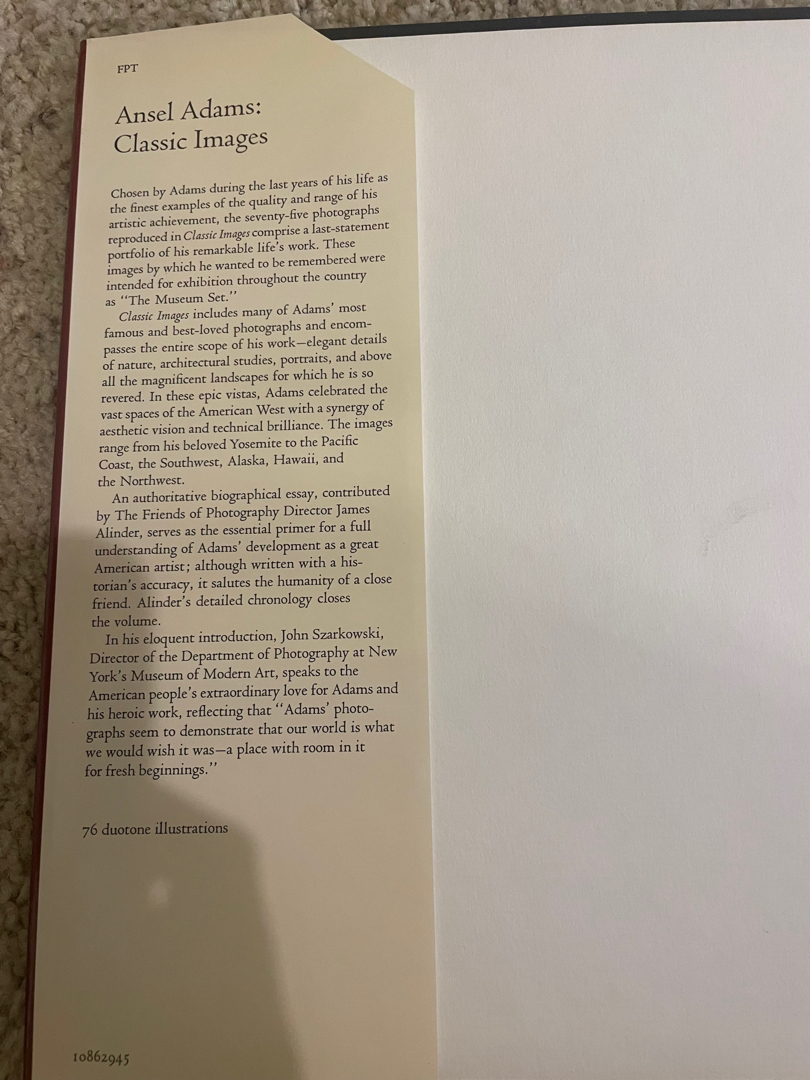 FPT
Ansel Adams:
Classic Images
Chosen by Adams during the last years of his life as
the finest examples of the quality and range of his
artistic achievement, the seventy-five photographs
reproduced in Classic Images comprise a last-statement
portfolio of his remarkable life's work. These
images by which he wanted to be remembered were
intended for exhibition throughout the country
as "The Museum Set."
Classic Images includes many of Adams' most
famous and best-loved photographs and encom-
passes the entire scope of his work—elegant details
of nature, architectural studies, portraits, and above
all the magnificent landscapes for which he is so
revered. In these epic vistas, Adams celebrated the
vast spaces of the American West with a synergy of
aesthetic vision and technical brilliance. The images
range from his beloved Yosemite to the Pacific
Coast, the Southwest, Alaska, Hawaii, and
the Northwest.
An authoritative biographical essay, contributed
by The Friends of Photography Director James
Alinder, serves as the essential primer for a full
understanding of Adams' development as a great
American artist; although written with a his-
torian's accuracy, it salutes the humanity of a close
friend. Alinder's detailed chronology closes
the volume.
In his eloquent introduction, John Szarkowski,
Director of the Department of Photography at New
York's Museum of Modern Art, speaks to the
American people's extraordinary love for Adams and
his heroic work, reflecting that "Adams' photo-
graphs seem to demonstrate that our world is what
we would wish it was—a place with room in it
for fresh beginnings."
76 duotone illustrations
10862945